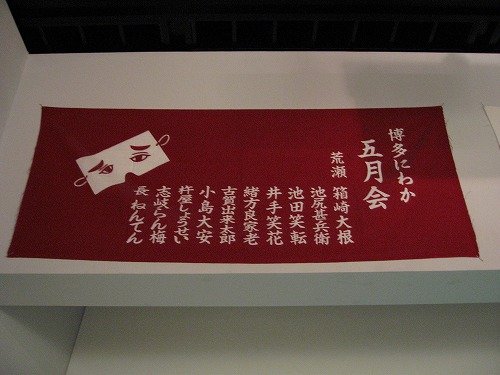 博多にわか
五月会
荒瀬 箱崎大根
池尻甚兵衛
池田笑転
井手笑花
緒方良家老
古賀出来太郎
小島大安
杵屋しょうせい
志岐らん梅
長ねんてん